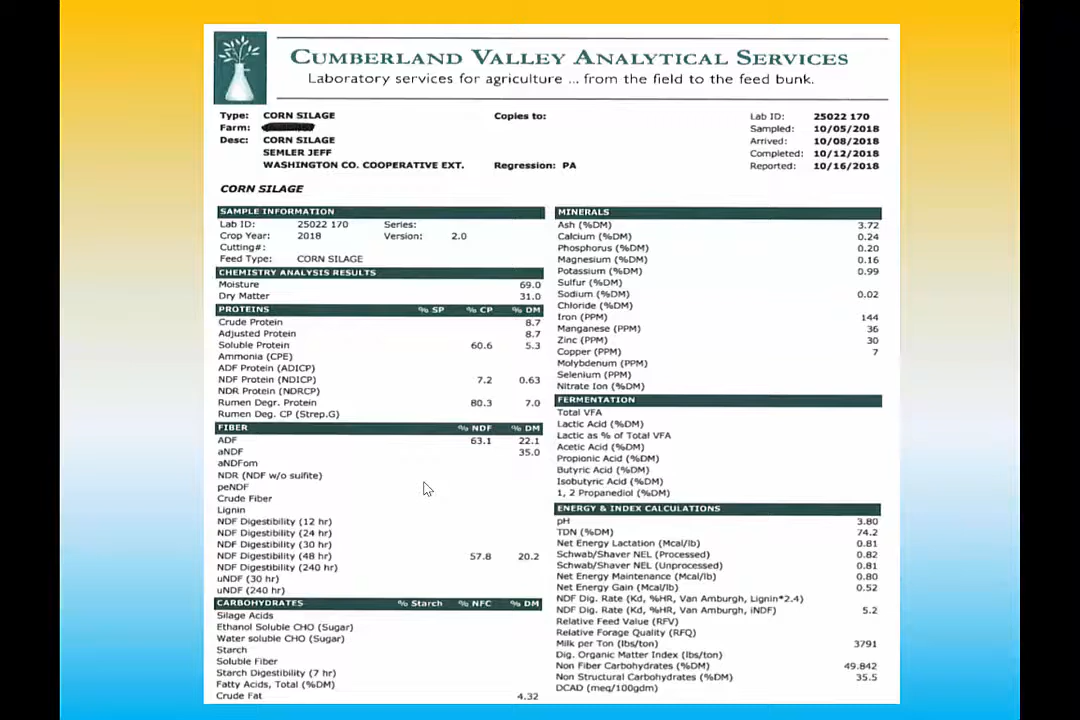 CUMBERLAND VALLEY ANALYTICAL SERVICES
Laboratory services for agriculture ... from the field to the feed bunk.
Type: CORN SILAGE Copies to: Lab ID: 25022 170
Farm: Sampled: 10/05/2018
Desc: CORN SILAGE Arrived: 10/08/2018
SEMLER JEFF Completed: 10/12/2018
WASHINGTON CO. COOPERATIVE EXT. Regression: PA Reported: 10/16/2018
CORN SILAGE
SAMPLE INFORMATION
Lab ID: 25022 170 Series:
Crop Year: 2018 Version: 2.0
Cutting#:
Feed Type: CORN SILAGE
CHEMISTRY ANALYSIS RESULTS
Moisture 69.0
Dry Matter 31.0
PROTEINS % SP % CP % DM
Crude Protein 8.7
Adjusted Protein 8.7
Soluble Protein 60.6 5.3
Ammonia (CPE)
ADF Protein (ADICP)
NDF Protein (NDICP) 7.2 0.63
NDR Protein (NDRCP)
Rumen Degr. Protein 80.3 7.0
Rumen Deg. CP (Strep.G)
FIBER % NDF % DM
ADF 63.1 22.1
aNDF 35.0
aNDFom
NDR (NDF w/o sulfite)
peNDF
Crude Fiber
Lignin
NDF Digestibility (12 hr)
NDF Digestibility (24 hr)
NDF Digestibility (30 hr)
NDF Digestibility (48 hr) 57.8 20.2
NDF Digestibility (240 hr)
uNDF (30 hr)
uNDF (240 hr)
CARBOHYDRATES % Starch % NFC % DM
Silage Acids
Ethanol Soluble CHO (Sugar)
Water soluble CHO (Sugar)
Starch
Soluble Fiber
Starch Digestibility (7 hr)
Fatty Acids, Total (%DM)
Crude Fat 4.32
MINERALS
Ash (%DM) 3.72
Calcium (%DM) 0.24
Phosphorus (%DM) 0.20
Magnesium (%DM) 0.16
Potassium (%DM) 0.99
Sulfur (%DM)
Sodium (%DM) 0.02
Chloride (%DM)
Iron (PPM) 144
Manganese (PPM) 36
Zinc (PPM) 30
Copper (PPM) 7
Molybdenum (PPM)
Selenium (PPM)
Nitrate Ion (%DM)
FERMENTATION
Total VFA
Lactic Acid (%DM)
Lactic as % of Total VFA
Acetic Acid (%DM)
Propionic Acid (%DM)
Butyric Acid (%DM)
Isobutyric Acid (%DM)
1, 2 Propanediol (%DM)
ENERGY & INDEX CALCULATIONS
pH 3.80
TDN (%DM) 74.2
Net Energy Lactation (Mcal/lb) 0.81
Schwab/Shaver NEL (Processed) 0.82
Schwab/Shaver NEL (Unprocessed) 0.81
Net Energy Maintenance (Mcal/lb) 0.80
Net Energy Gain (Mcal/lb) 0.52
NDF Dig. Rate (Kd, %HR, Van Amburgh, Lignin*2.4)
NDF Dig. Rate (Kd, %HR, Van Amburgh, iNDF) 5.2
Relative Feed Value (RFV)
Relative Forage Quality (RFQ)
Milk per Ton (lbs/ton) 3791
Dig. Organic Matter Index (lbs/ton)
Non Fiber Carbohydrates (%DM) 49.842
Non Structural Carbohydrates (%DM) 35.5
DCAD (meq/100gdm)